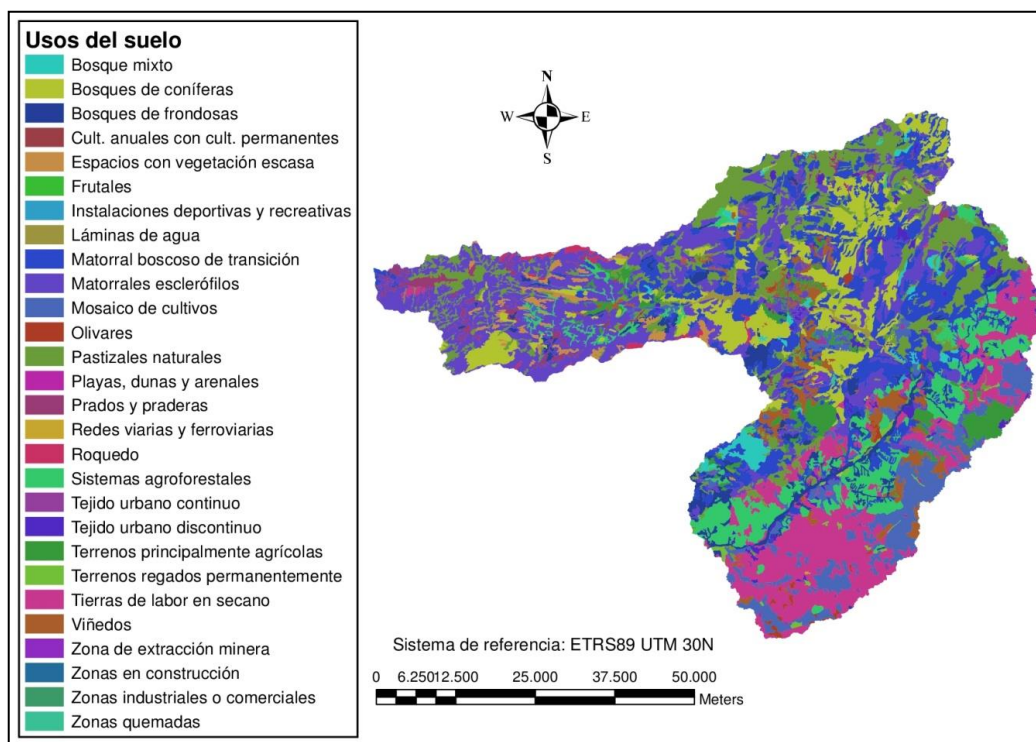 Usos del suelo
Bosque mixto
Bosques de coníferas
Bosques de frondosas
Cult. anuales con cult. permanentes
Espacios con vegetación escasa
Frutales
Instalaciones deportivas y recreativas
Láminas de agua
Matorral boscoso de transición
Matorrales esclerófilos
Mosaico de cultivos
Olivares
Pastizales naturales
Playas, dunas y arenales
Prados y praderas
Redes viarias y ferroviarias
Roquedo
Sistemas agroforestales
Tejido urbano continuo
Tejido urbano discontinuo
Terrenos principalmente agrícolas
Terrenos regados permanentemente
Tierras de labor en secano
Viñedos
Zona de extracción minera
Zonas en construcción
Zonas industriales o comerciales
Zonas quemadas
N
W E
S
Sistema de referencia: ETRS89 UTM 30N
0 6.250 12.500 25.000 37.500 50.000
Meters